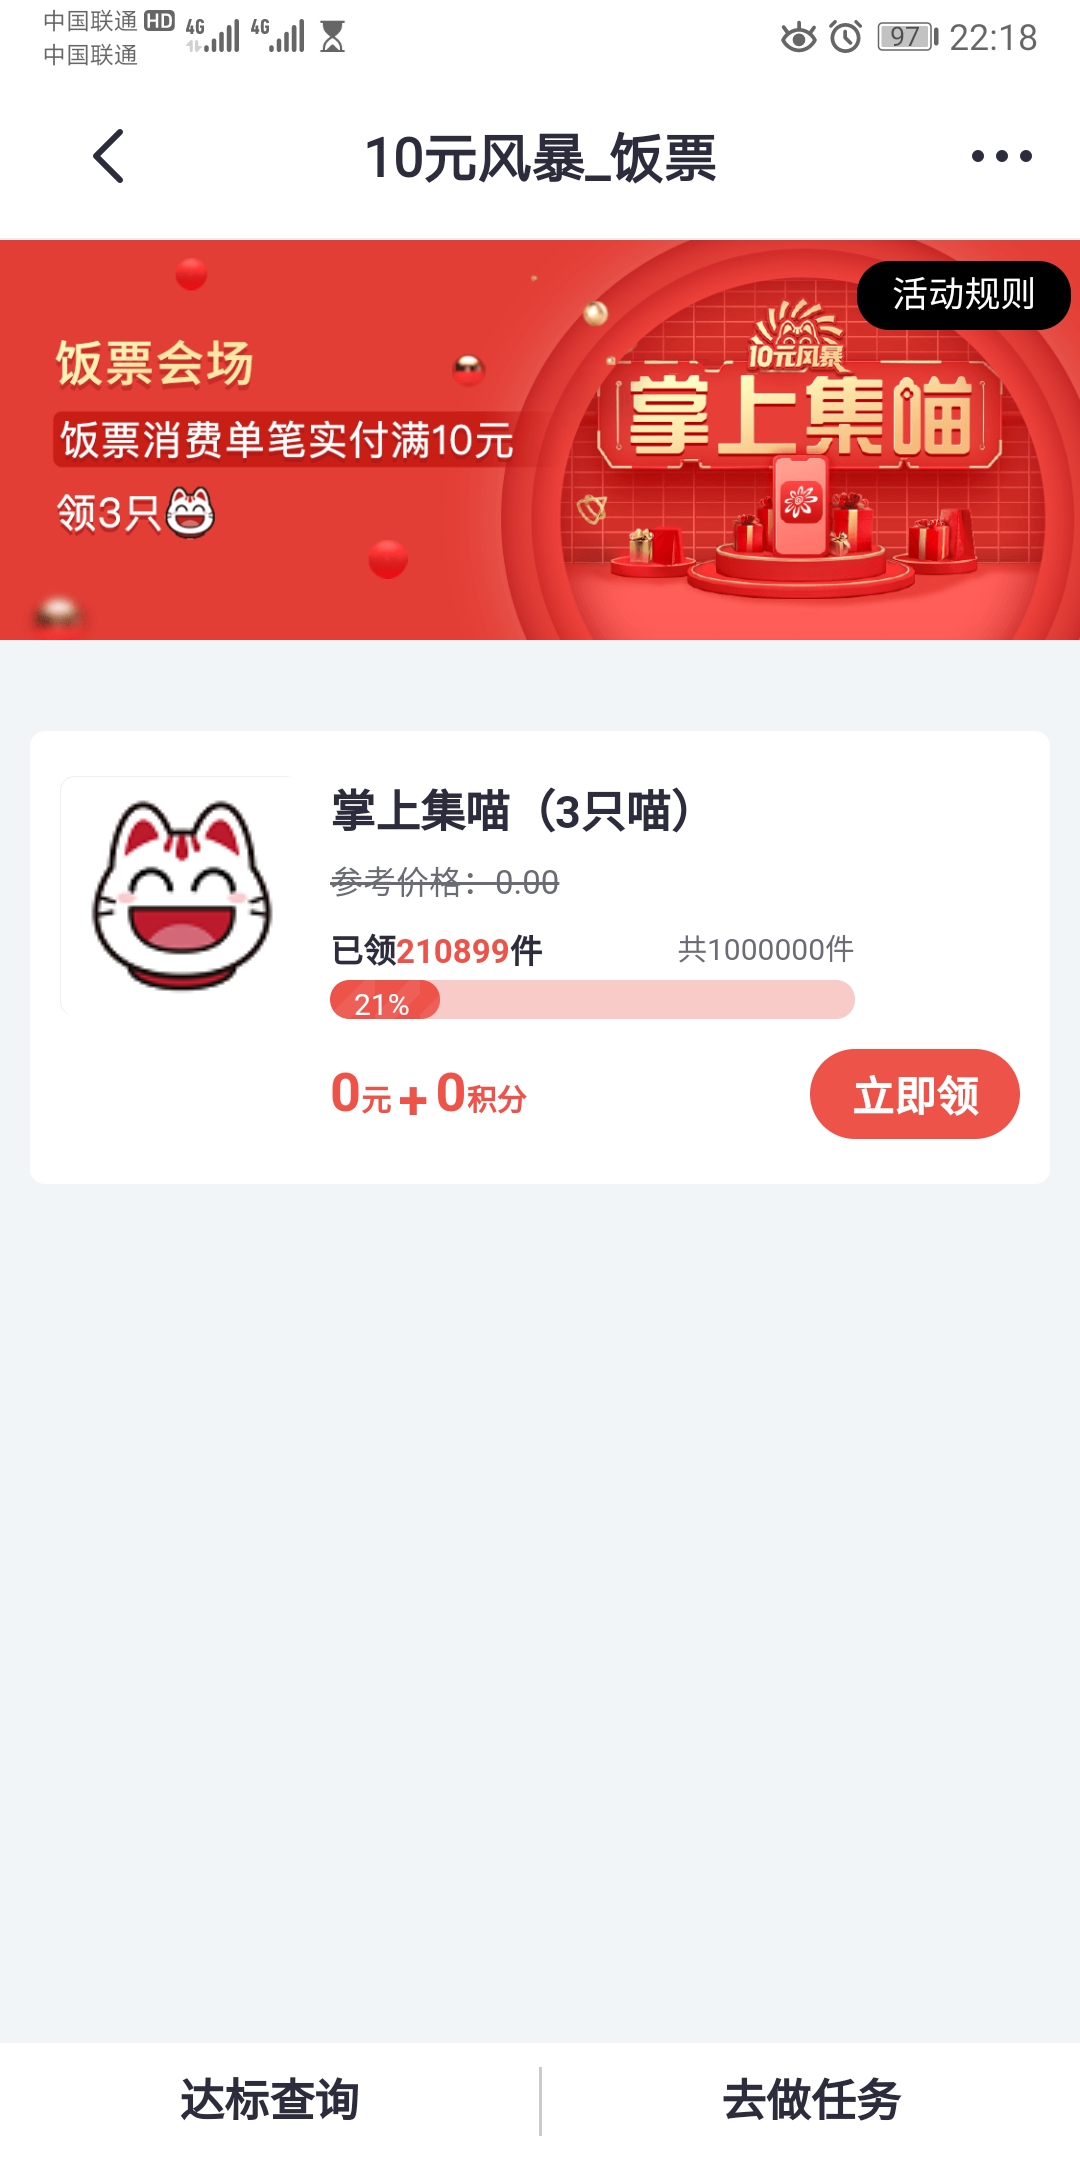 中国联通 HD 4G 4G 97 22:18
中国联通
10元风暴_饭票
活动规则
饭票会场
饭票消费单笔实付满10元
领3只
10元风暴
掌上集喵
掌上集喵（3只喵）
参考价格：0.00
已领210899件 共1000000件
21%
0元+0积分 立即领
达标查询 去做任务